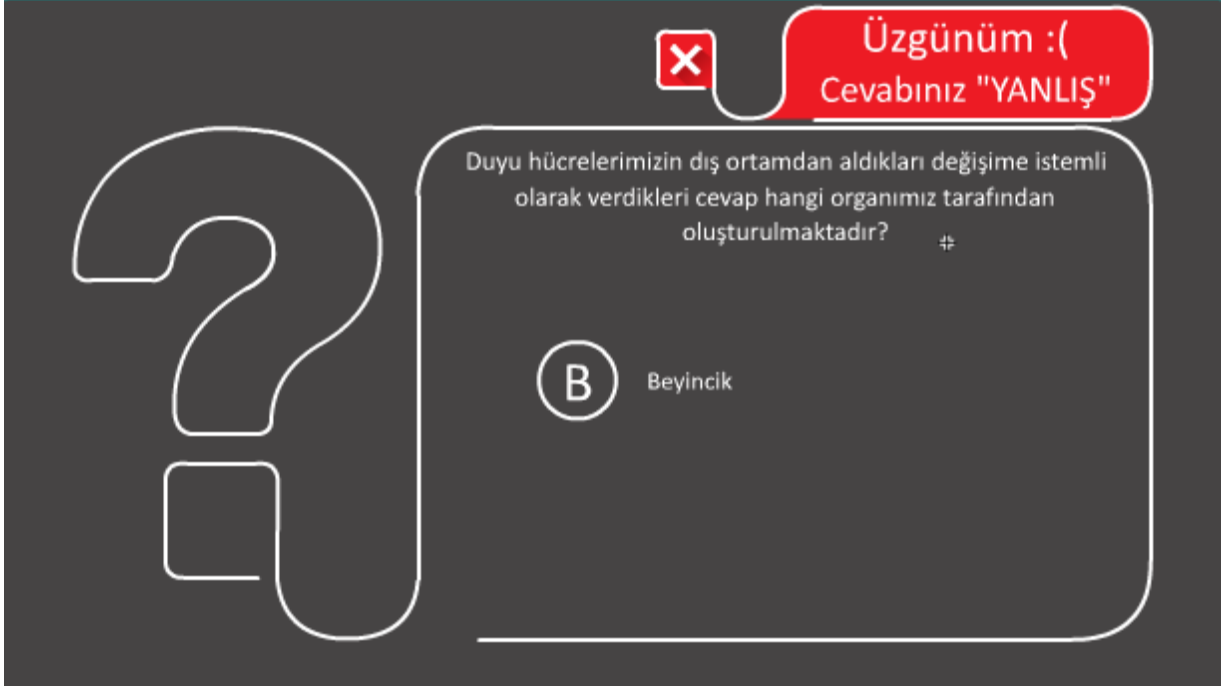 Üzgünüm :(
Cevabınız "YANLIŞ"
Duyu hücrelerimizin dış ortamdan aldıkları değişime istemli
olarak verdikleri cevap hangi organımız tarafından
oluşturulmaktadır?
B Beyincik